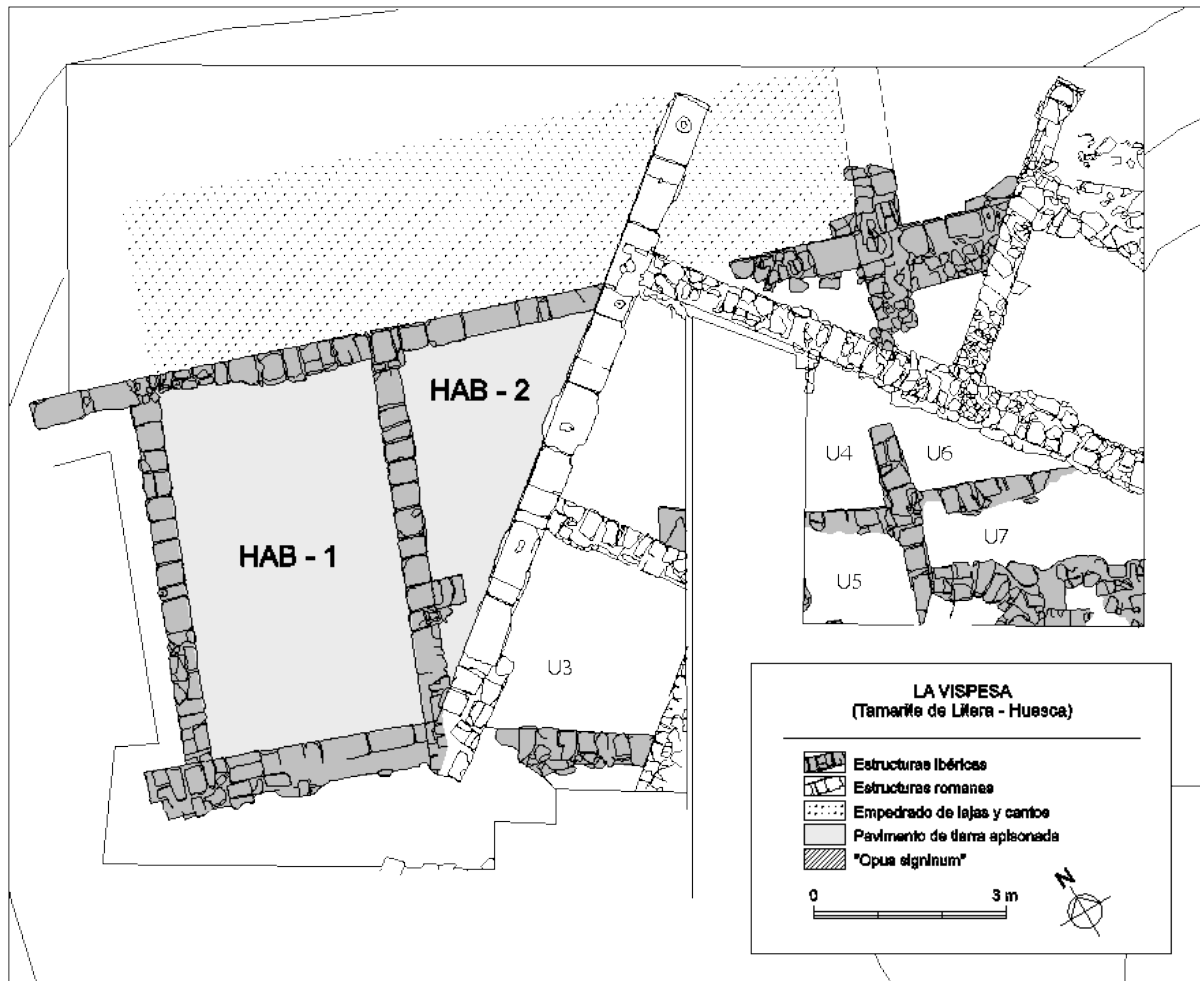 HAB - 2
HAB - 1
U4
U6
U7
U5
U3
LA VISPESA
(Tamarite de Litera - Huesca)
Estructuras ibéricas
Estructuras romanas
Empedrado de lajas y cantos
Pavimento de tierra apisonada
"Opus signinum"
N
0 3 m